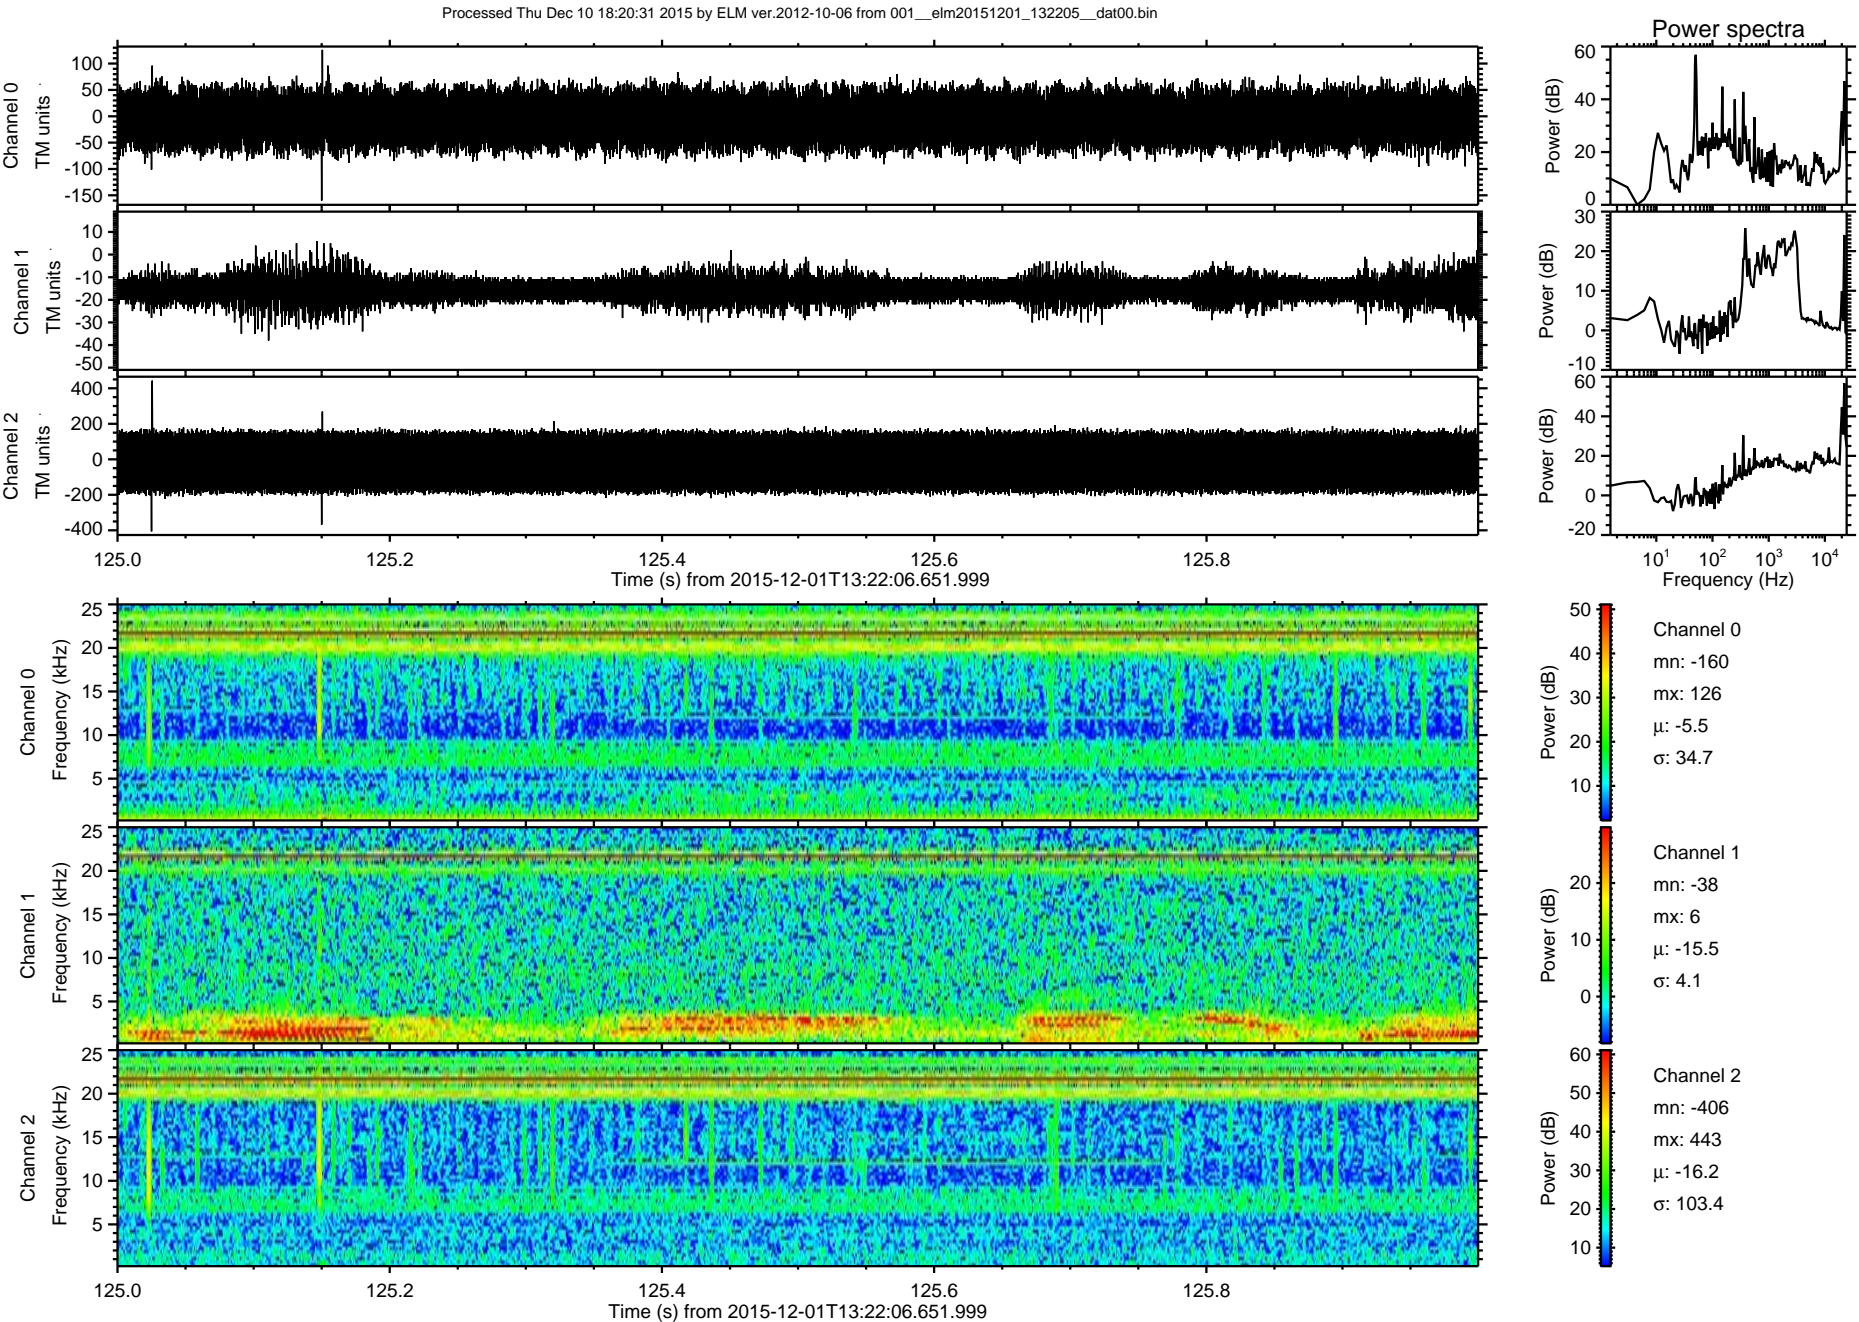 Processed Thu Dec 10 18:20:31 2015 by ELM ver.2012-10-06 from 001__elm20151201_132205__dat00.bin
Power spectra
Channel 0
TM units
100
50
0
-50
-100
-150
Power (dB)
60
40
20
0
Channel 1
TM units
10
0
-10
-20
-30
-40
-50
Power (dB)
30
20
10
0
-10
Channel 2
TM units
400
200
0
-200
-400
Power (dB)
60
40
20
0
-20
125.0 125.2 125.4 125.6 125.8
Time (s) from 2015-12-01T13:22:06.651.999
10^1 10^2 10^3 10^4
Frequency (Hz)
Channel 0
Frequency (kHz)
25
20
15
10
5
Power (dB)
50
40
30
20
10
Channel 0
mn: -160
mx: 126
μ: -5.5
σ: 34.7
Channel 1
Frequency (kHz)
25
20
15
10
5
Power (dB)
20
10
0
Channel 1
mn: -38
mx: 6
μ: -15.5
σ: 4.1
Channel 2
Frequency (kHz)
25
20
15
10
5
Power (dB)
60
50
40
30
20
10
Channel 2
mn: -406
mx: 443
μ: -16.2
σ: 103.4
125.0 125.2 125.4 125.6 125.8
Time (s) from 2015-12-01T13:22:06.651.999